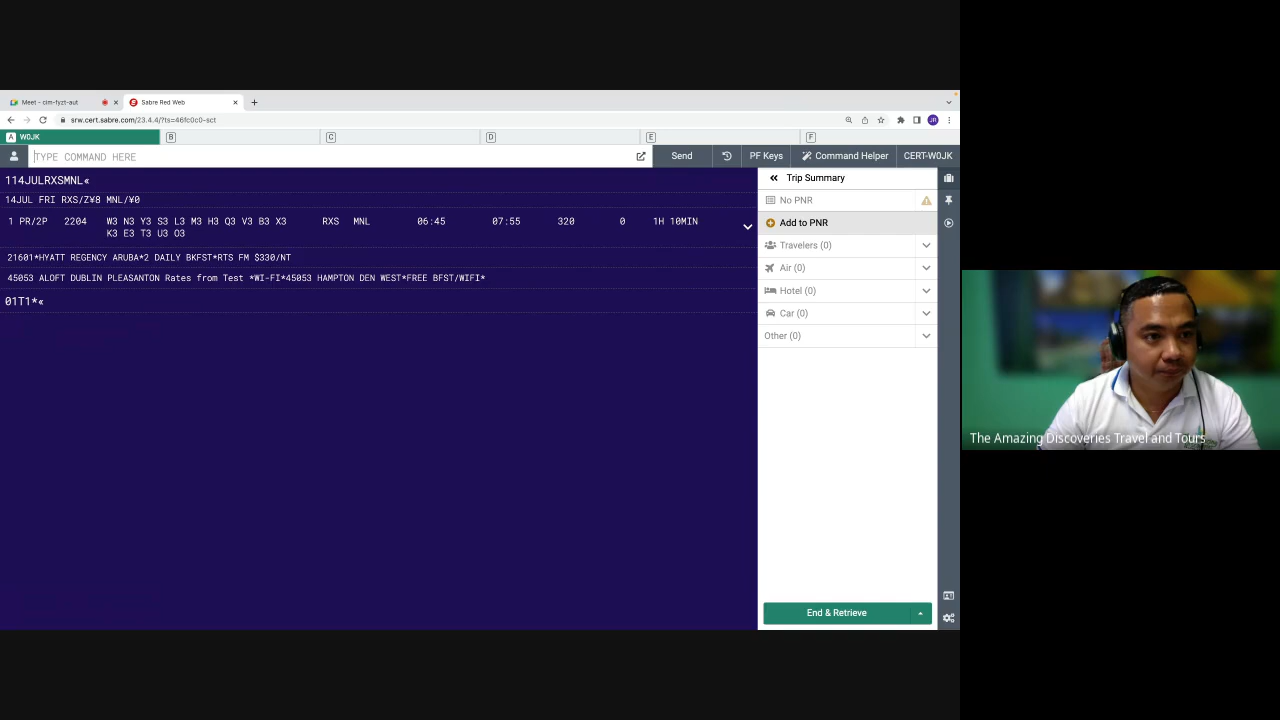 Meet - cim-fyzt-aut
Sabre Red Web
srw.cert.sabre.com/23.4.4/?ts=46fc0c0-sct
JR
A W0JK B C D E F
TYPE COMMAND HERE
Send
PF Keys
Command Helper
CERT-W0JK
114JULRXSMNL«
14JUL FRI RXS/Z¥8 MNL/¥0
1 PR/2P 2204 W3 N3 Y3 S3 L3 M3 H3 Q3 V3 B3 X3 RXS MNL 06:45 07:55 320 0 1H 10MIN
K3 E3 T3 U3 O3
21601*HYATT REGENCY ARUBA*2 DAILY BKFST*RTS FM $330/NT
45053 ALOFT DUBLIN PLEASANTON Rates from Test *WI-FI*45053 HAMPTON DEN WEST*FREE BFST/WIFI*
01T1*«
Trip Summary
No PNR
Add to PNR
Travelers (0)
Air (0)
Hotel (0)
Car (0)
Other (0)
End & Retrieve
The Amazing Discoveries Travel and Tours